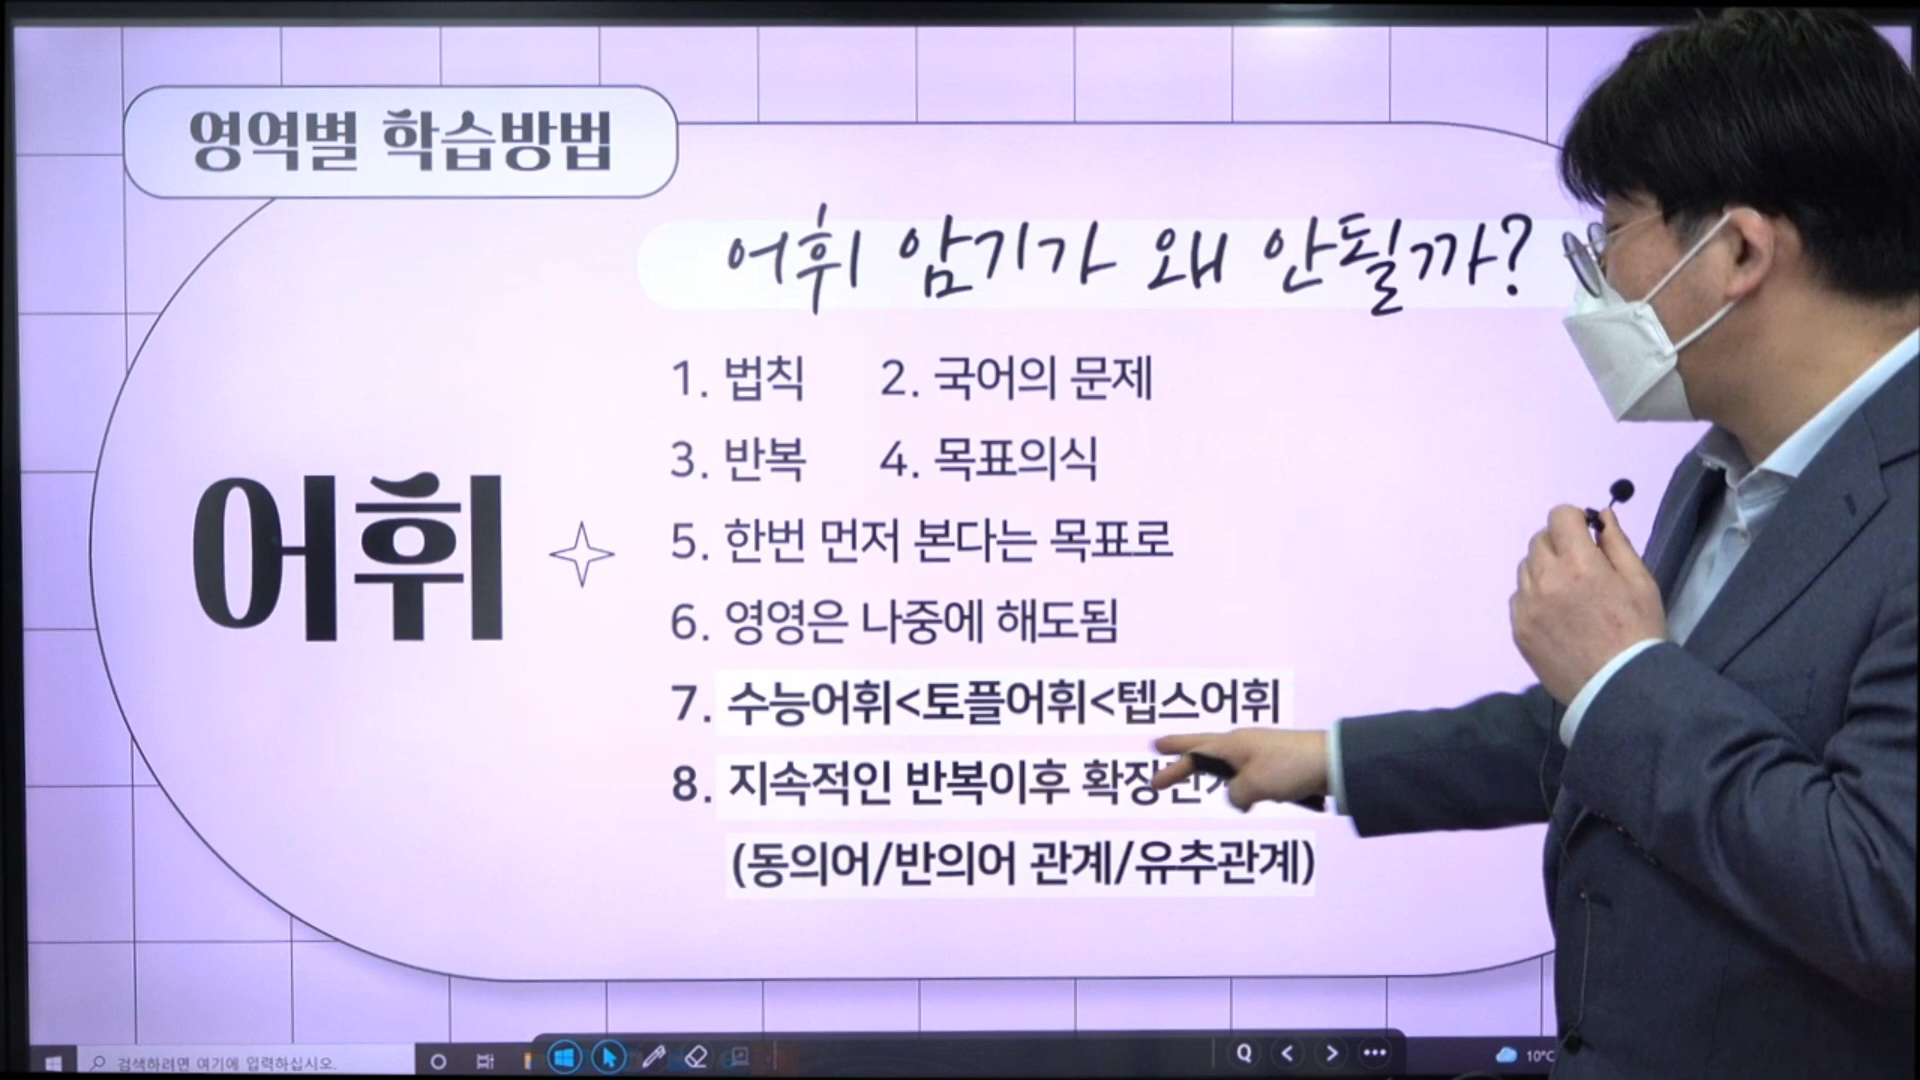 영역별 학습방법
어휘 암기가 왜 안될까?
어휘
1. 법칙 2. 국어의 문제
3. 반복 4. 목표의식
5. 한번 먼저 본다는 목표로
6. 영영은 나중에 해도됨
7. 수능어휘<토플어휘<텝스어휘
8. 지속적인 반복이후
(동의어/반의어 관계/유추관계)
검색하려면 여기에 입력하십시오.
10°C